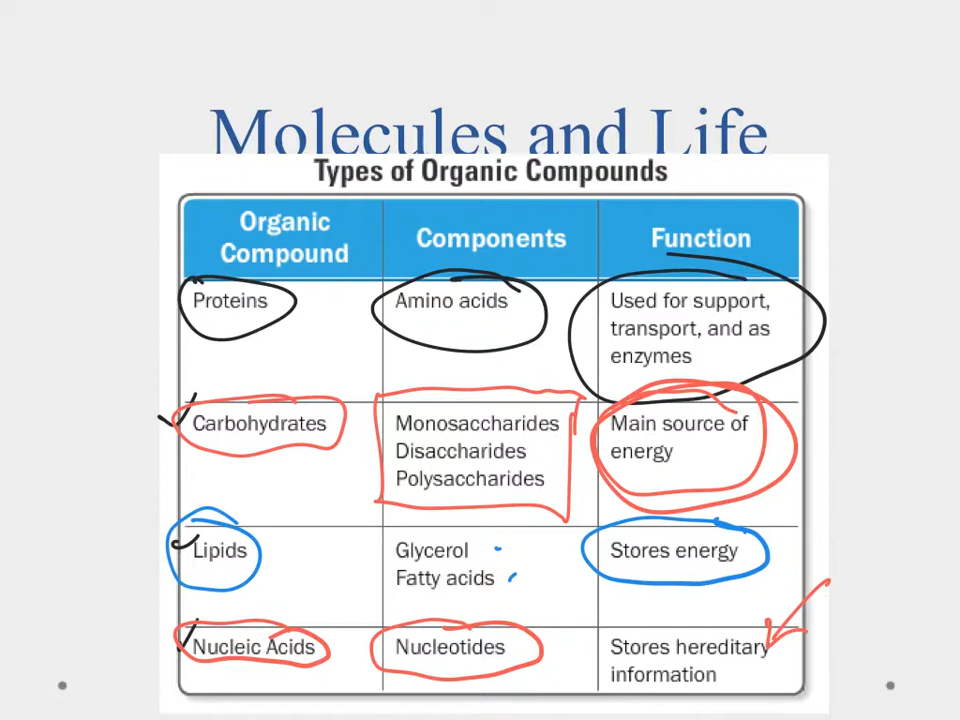 Molecules and Life
Types of Organic Compounds
Organic
Compound
Components
Function
Proteins
Amino acids
Used for support,
transport, and as
enzymes
Carbohydrates
Monosaccharides
Disaccharides
Polysaccharides
Main source of
energy
Lipids
Glycerol
Fatty acids
Stores energy
Nucleic Acids
Nucleotides
Stores hereditary
information